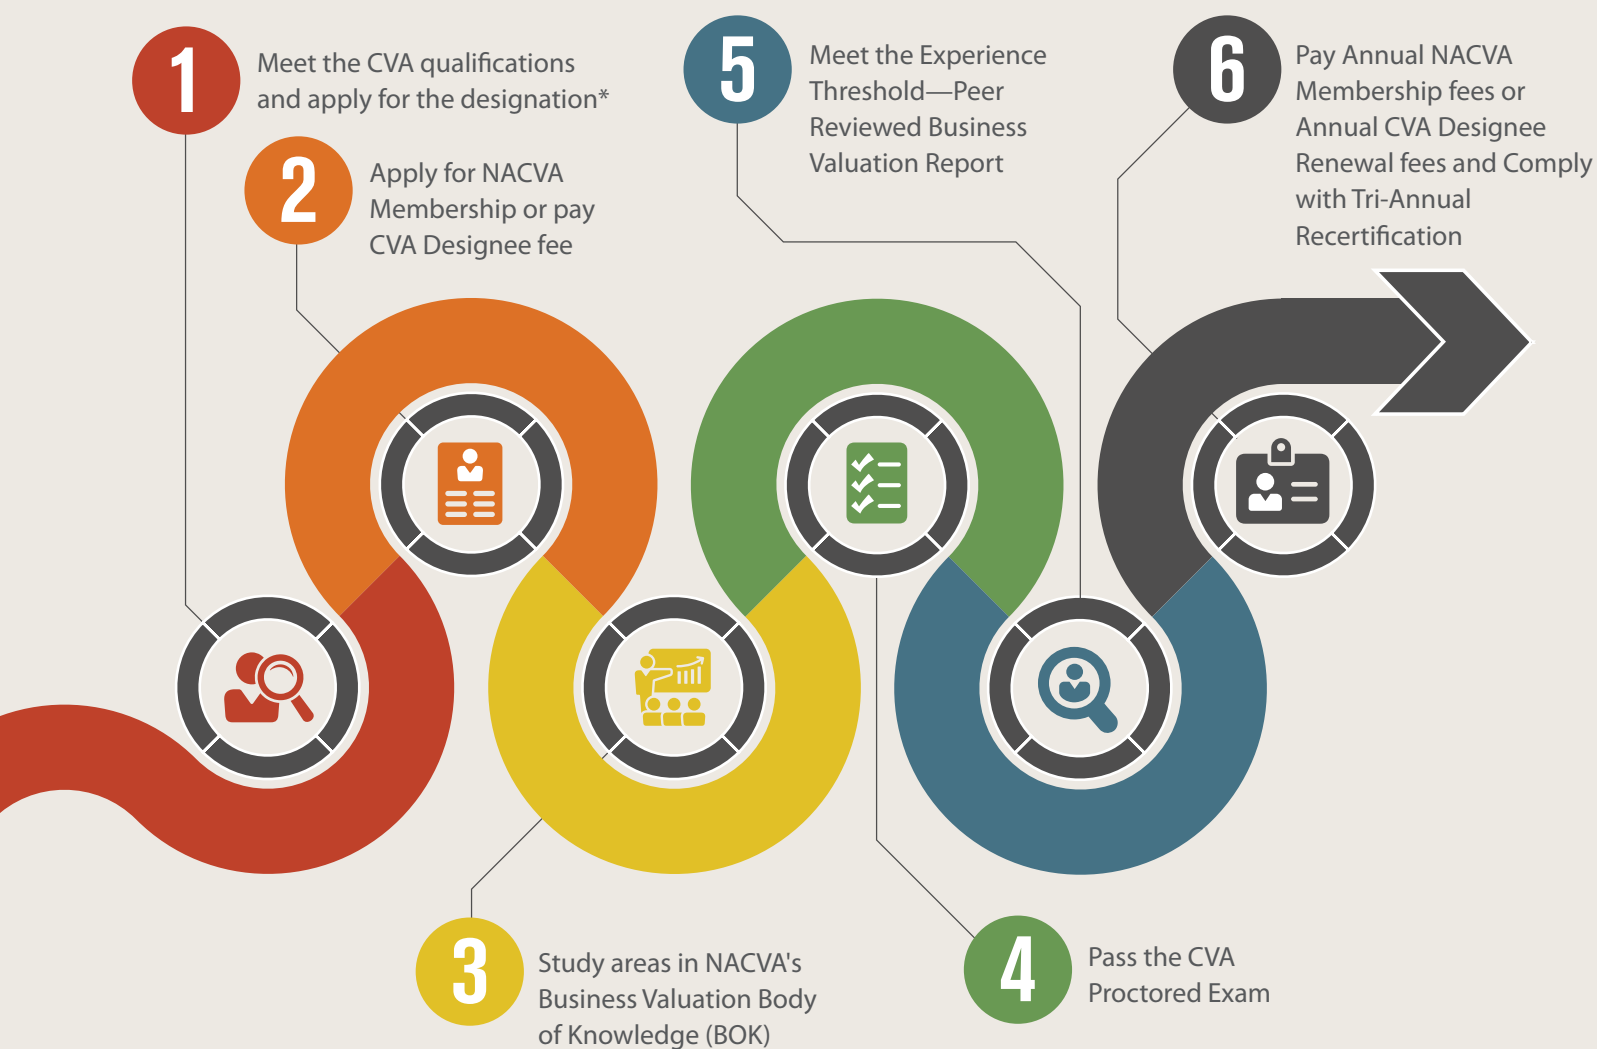 1
Meet the CVA qualifications
and apply for the designation*
2
Apply for NACVA
Membership or pay
CVA Designee fee
3
Study areas in NACVA's
Business Valuation Body
of Knowledge (BOK)
4
Pass the CVA
Proctored Exam
5
Meet the Experience
Threshold—Peer
Reviewed Business
Valuation Report
6
Pay Annual NACVA
Membership fees or
Annual CVA Designee
Renewal fees and Comply
with Tri-Annual
Recertification